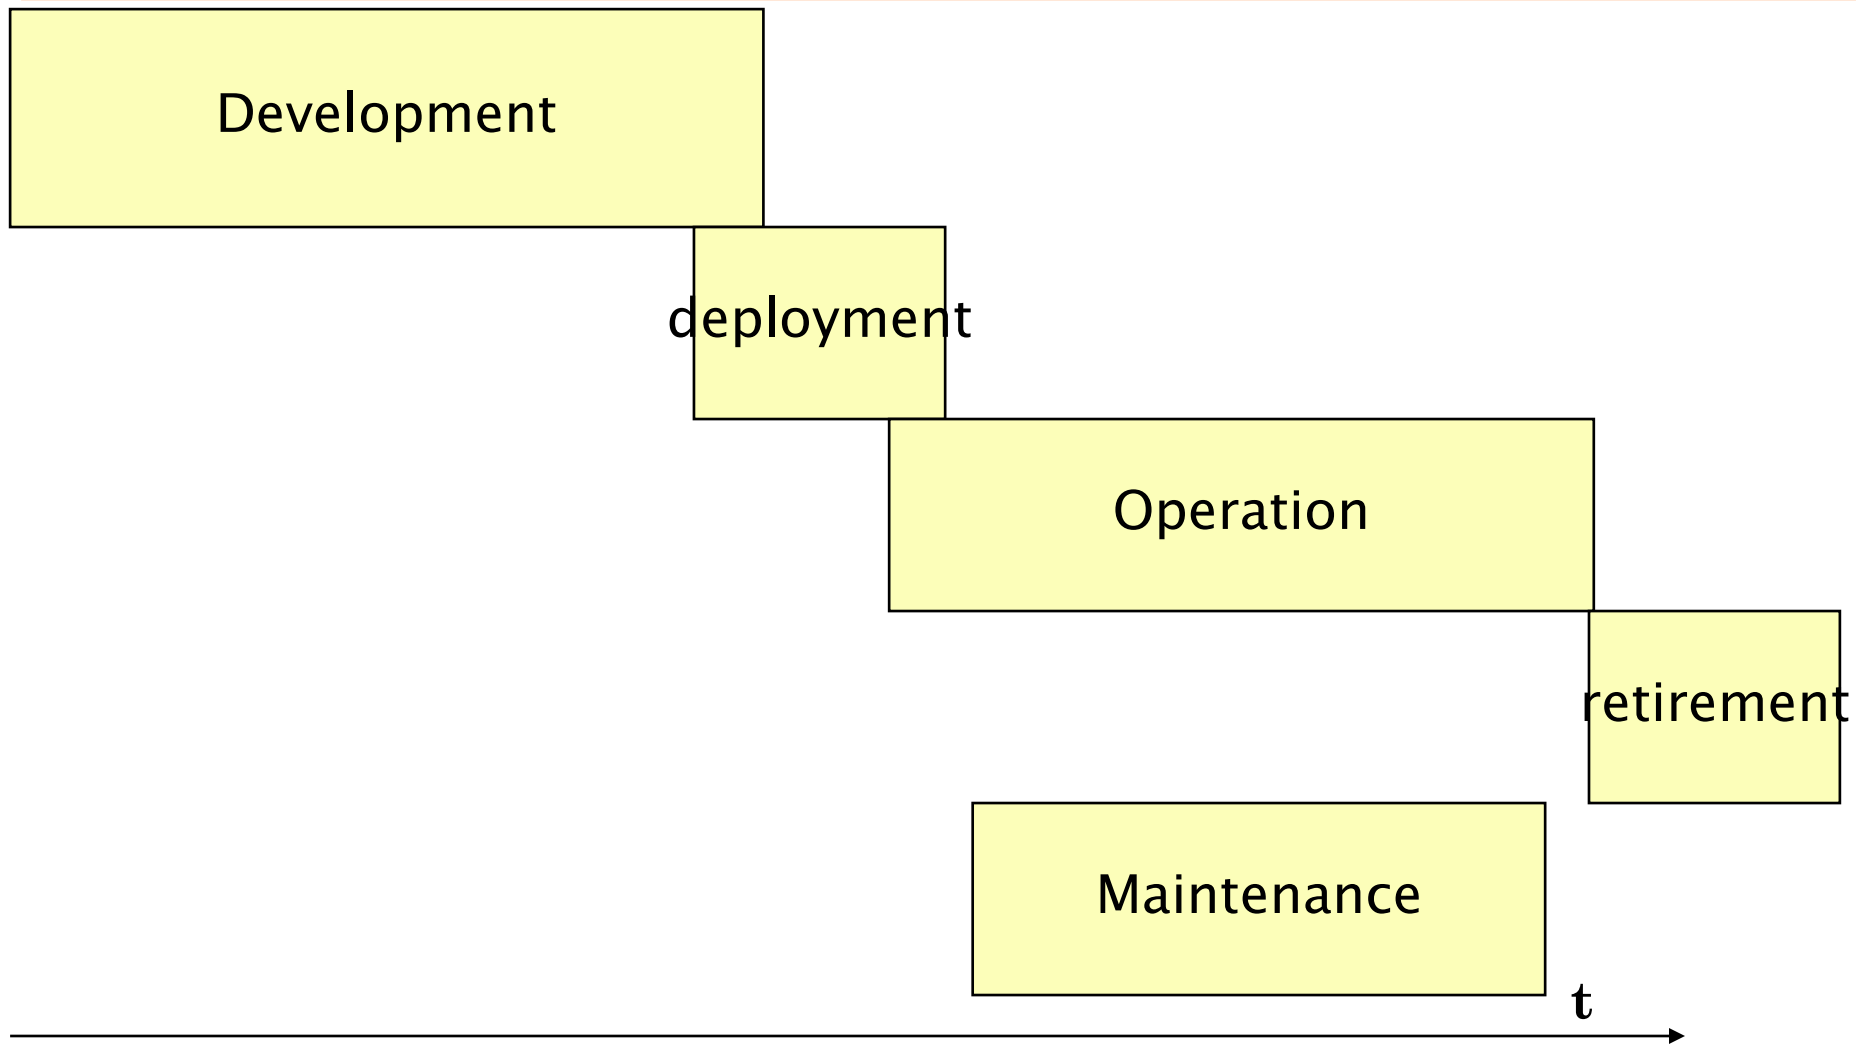 Development
deployment
Operation
retirement
Maintenance
t